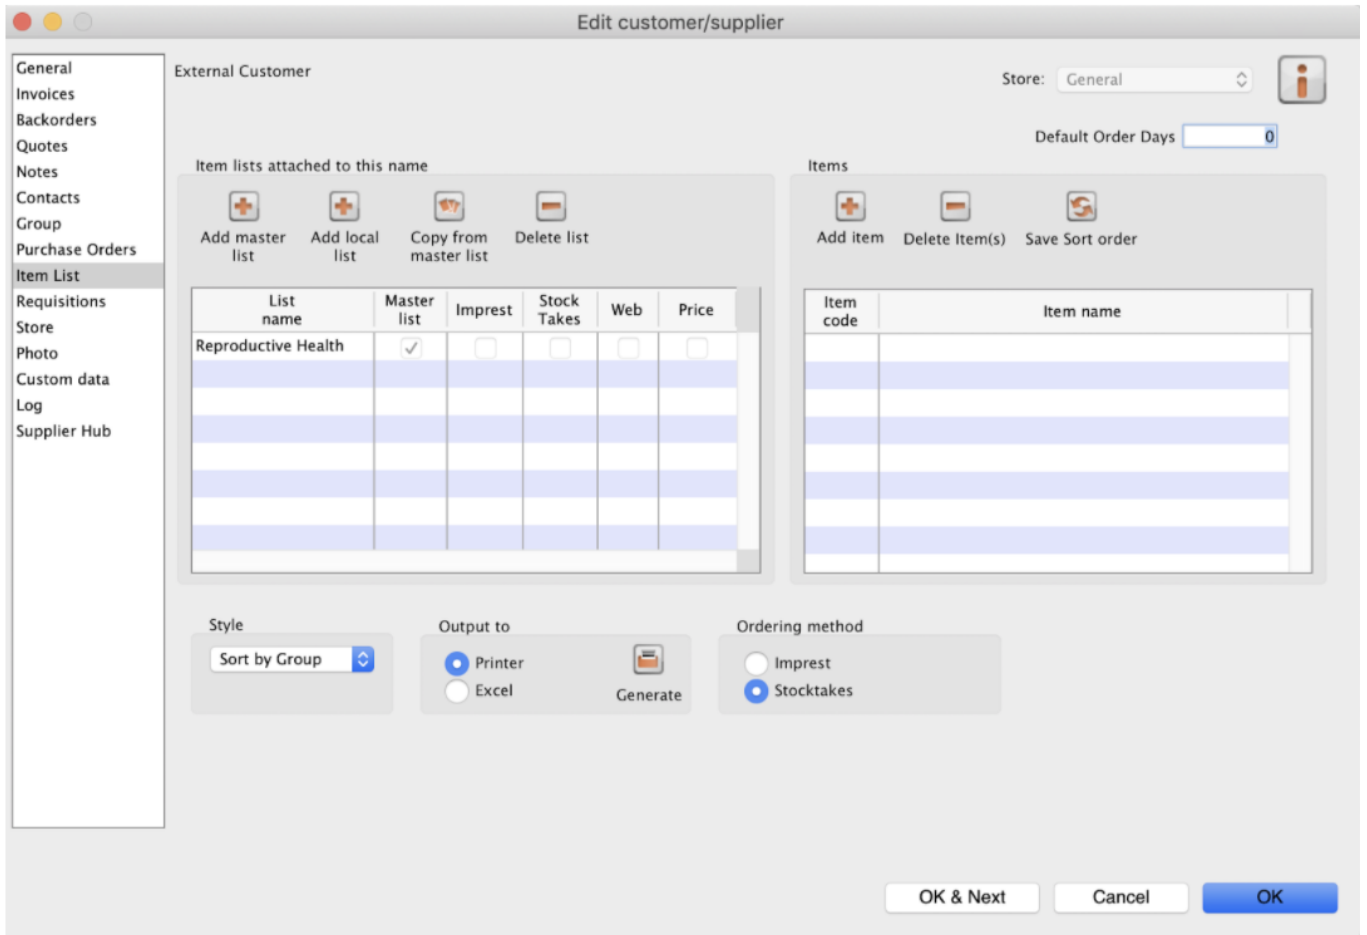 Edit customer/supplier
General
Invoices
Backorders
Quotes
Notes
Contacts
Group
Purchase Orders
Item List
Requisitions
Store
Photo
Custom data
Log
Supplier Hub
External Customer
Store: General
Default Order Days 0
Item lists attached to this name
Add master
list
Add local
list
Copy from
master list
Delete list
List
name
Master
list
Imprest
Stock
Takes
Web
Price
Reproductive Health
Items
Add item
Delete Item(s)
Save Sort order
Item
code
Item name
Style
Sort by Group
Output to
Printer
Excel
Generate
Ordering method
Imprest
Stocktakes
OK & Next
Cancel
OK